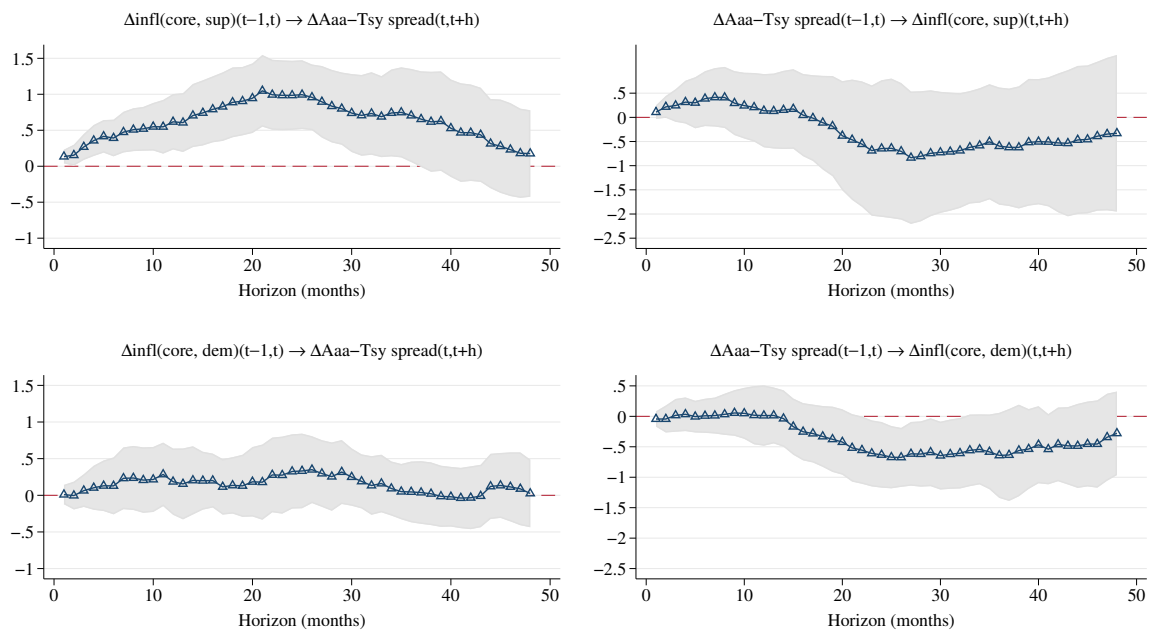 Δinfl(core, sup)(t−1,t) → ΔAaa−Tsy spread(t,t+h)
1.5
1
.5
0
−.5
−1
0 10 20 30 40 50
Horizon (months)
ΔAaa−Tsy spread(t−1,t) → Δinfl(core, sup)(t,t+h)
.5
0
−.5
−1
−1.5
−2
−2.5
0 10 20 30 40 50
Horizon (months)
Δinfl(core, dem)(t−1,t) → ΔAaa−Tsy spread(t,t+h)
1.5
1
.5
0
−.5
−1
0 10 20 30 40 50
Horizon (months)
ΔAaa−Tsy spread(t−1,t) → Δinfl(core, dem)(t,t+h)
.5
0
−.5
−1
−1.5
−2
−2.5
0 10 20 30 40 50
Horizon (months)